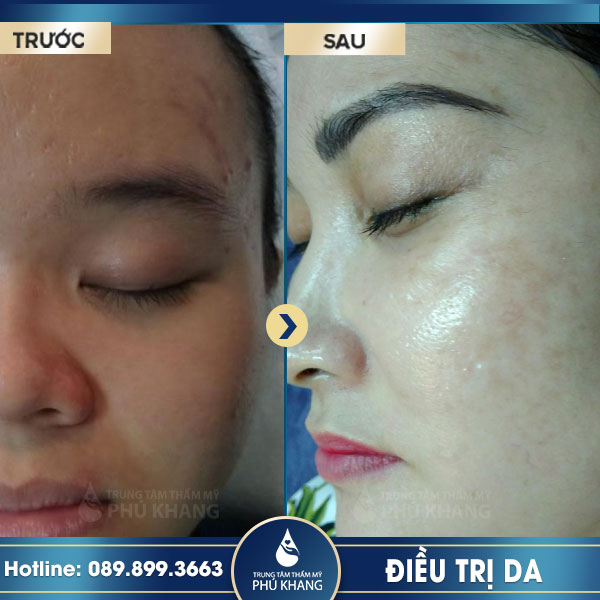 TRƯỚC
SAU
TRUNG TÂM THẨM MỸ
PHÚ KHANG
TRUNG TÂM THẨM MỸ
PHÚ KHANG
Hotline: 089.899.3663
TRUNG TÂM THẨM MỸ
PHÚ KHANG
ĐIỀU TRỊ DA